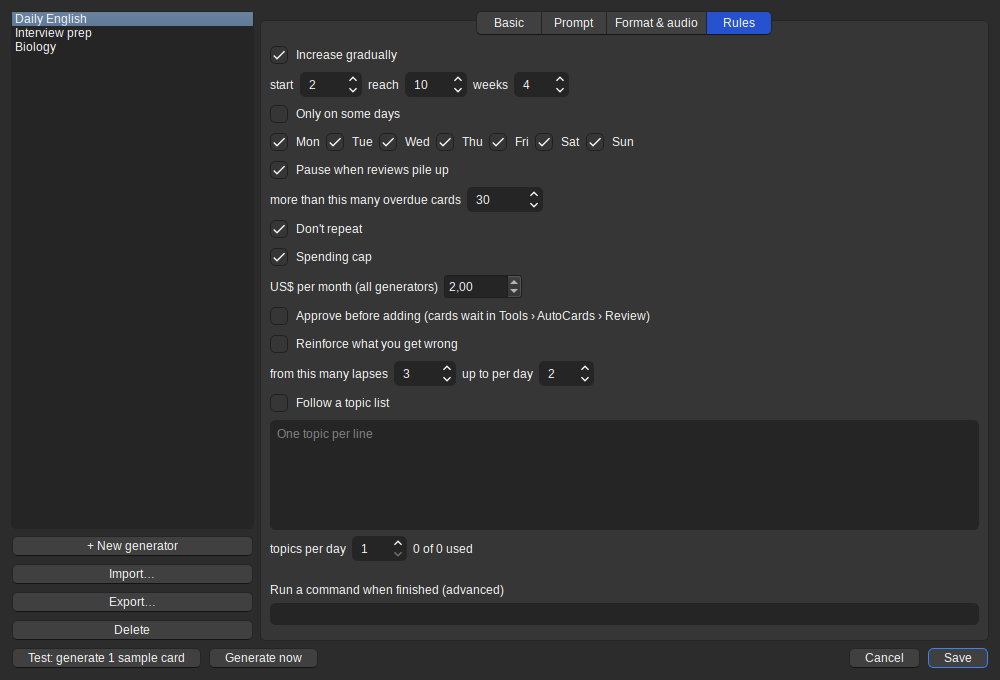 Daily English
Interview prep
Biology
+ New generator
Import…
Export…
Delete
Basic Prompt Format & audio Rules
Increase gradually
start 2 reach 10 weeks 4
Only on some days
Mon Tue Wed Thu Fri Sat Sun
Pause when reviews pile up
more than this many overdue cards 30
Don't repeat
Spending cap
US$ per month (all generators) 2,00
Approve before adding (cards wait in Tools › AutoCards › Review)
Reinforce what you get wrong
from this many lapses 3 up to per day 2
Follow a topic list
One topic per line
topics per day 1 0 of 0 used
Run a command when finished (advanced)
Test: generate 1 sample card Generate now Cancel Save